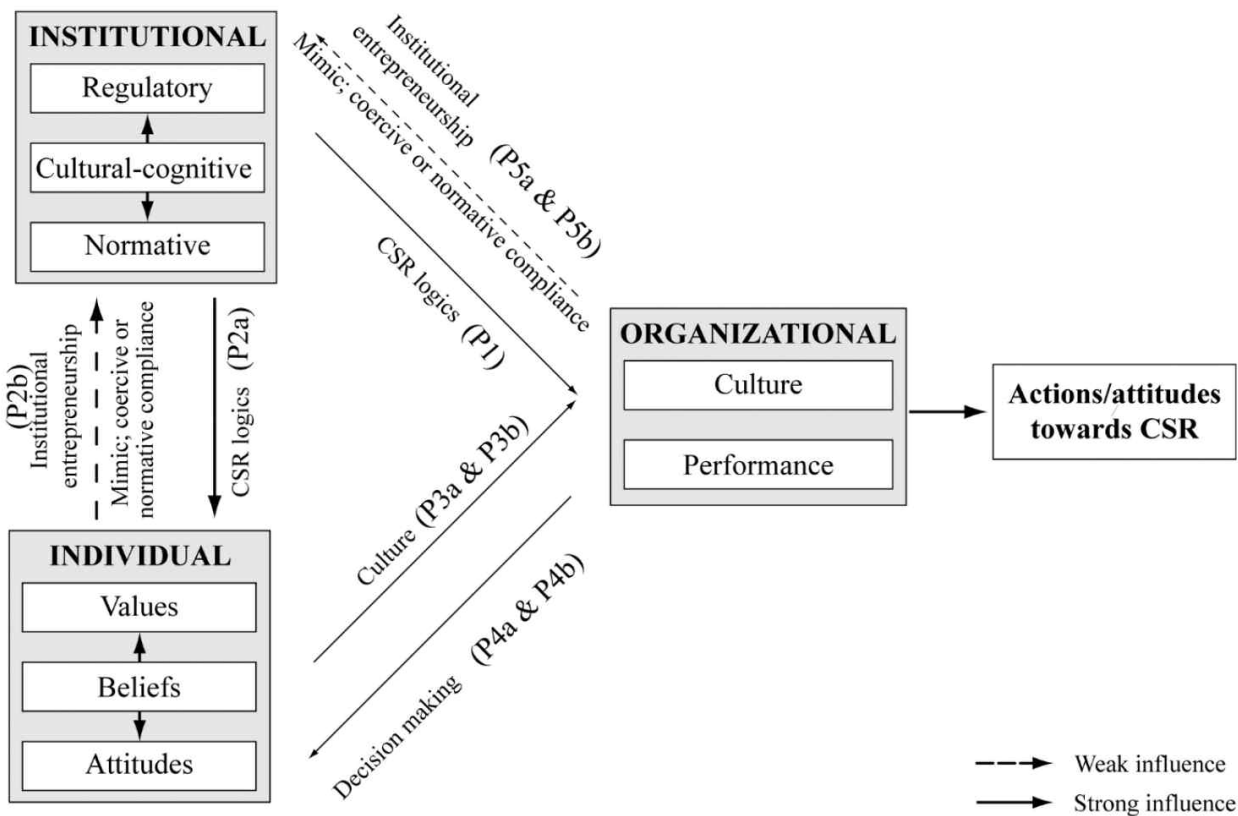 INSTITUTIONAL
Regulatory
Cultural-cognitive
Normative
Institutional
entrepreneurship
Mimic; coercive or normative compliance
(P5a & P5b)
CSR logics (P1)
(P2b)
Institutional
entrepreneurship
Mimic; coercive or
normative compliance
CSR logics (P2a)
ORGANIZATIONAL
Culture
Performance
Actions/attitudes
towards CSR
Culture (P3a & P3b)
Decision making (P4a & P4b)
INDIVIDUAL
Values
Beliefs
Attitudes
Weak influence
Strong influence